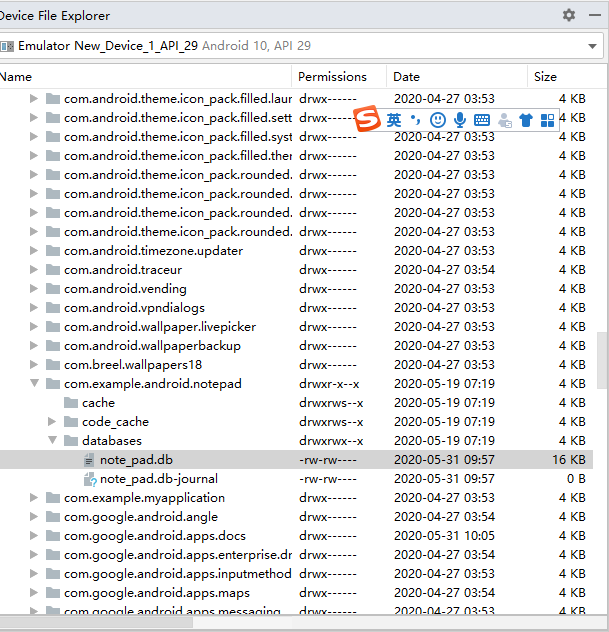 Device File Explorer
Emulator New_Device_1_API_29 Android 10, API 29
Name Permissions Date Size
com.android.theme.icon_pack.filled.laur drwx------ 2020-04-27 03:53 4 KB
com.android.theme.icon_pack.filled.sett drwx------ 英
com.android.theme.icon_pack.filled.syst drwx------ 2020-04-27 03:53 4 KB
com.android.theme.icon_pack.filled.ther drwx------ 2020-04-27 03:53 4 KB
com.android.theme.icon_pack.rounded. drwx------ 2020-04-27 03:53 4 KB
com.android.theme.icon_pack.rounded. drwx------ 2020-04-27 03:53 4 KB
com.android.theme.icon_pack.rounded. drwx------ 2020-04-27 03:53 4 KB
com.android.theme.icon_pack.rounded. drwx------ 2020-04-27 03:53 4 KB
com.android.timezone.updater drwx------ 2020-04-27 03:53 4 KB
com.android.traceur drwx------ 2020-04-27 03:54 4 KB
com.android.vending drwx------ 2020-04-27 03:53 4 KB
com.android.vpndialogs drwx------ 2020-04-27 03:53 4 KB
com.android.wallpaper.livepicker drwx------ 2020-04-27 03:53 4 KB
com.android.wallpaperbackup drwx------ 2020-04-27 03:53 4 KB
com.breel.wallpapers18 drwx------ 2020-04-27 03:53 4 KB
com.example.android.notepad drwxr-x--x 2020-05-19 07:19 4 KB
cache drwxrws--x 2020-05-19 07:19 4 KB
code_cache drwxrws--x 2020-05-19 07:19 4 KB
databases drwxrwx--x 2020-05-19 07:19 4 KB
note_pad.db -rw-rw---- 2020-05-31 09:57 16 KB
note_pad.db-journal -rw-rw---- 2020-05-31 09:57 0 B
com.example.myapplication drwx------ 2020-04-27 03:53 4 KB
com.google.android.angle drwx------ 2020-04-27 03:54 4 KB
com.google.android.apps.docs drwx------ 2020-05-31 10:05 4 KB
com.google.android.apps.enterprise.dr drwx------ 2020-04-27 03:54 4 KB
com.google.android.apps.inputmethod drwx------ 2020-04-27 03:53 4 KB
com.google.android.apps.maps drwx------ 2020-04-27 03:54 4 KB
com.google.android.apps.messaging drwx------ 2020-04-27 03:54 4 KB